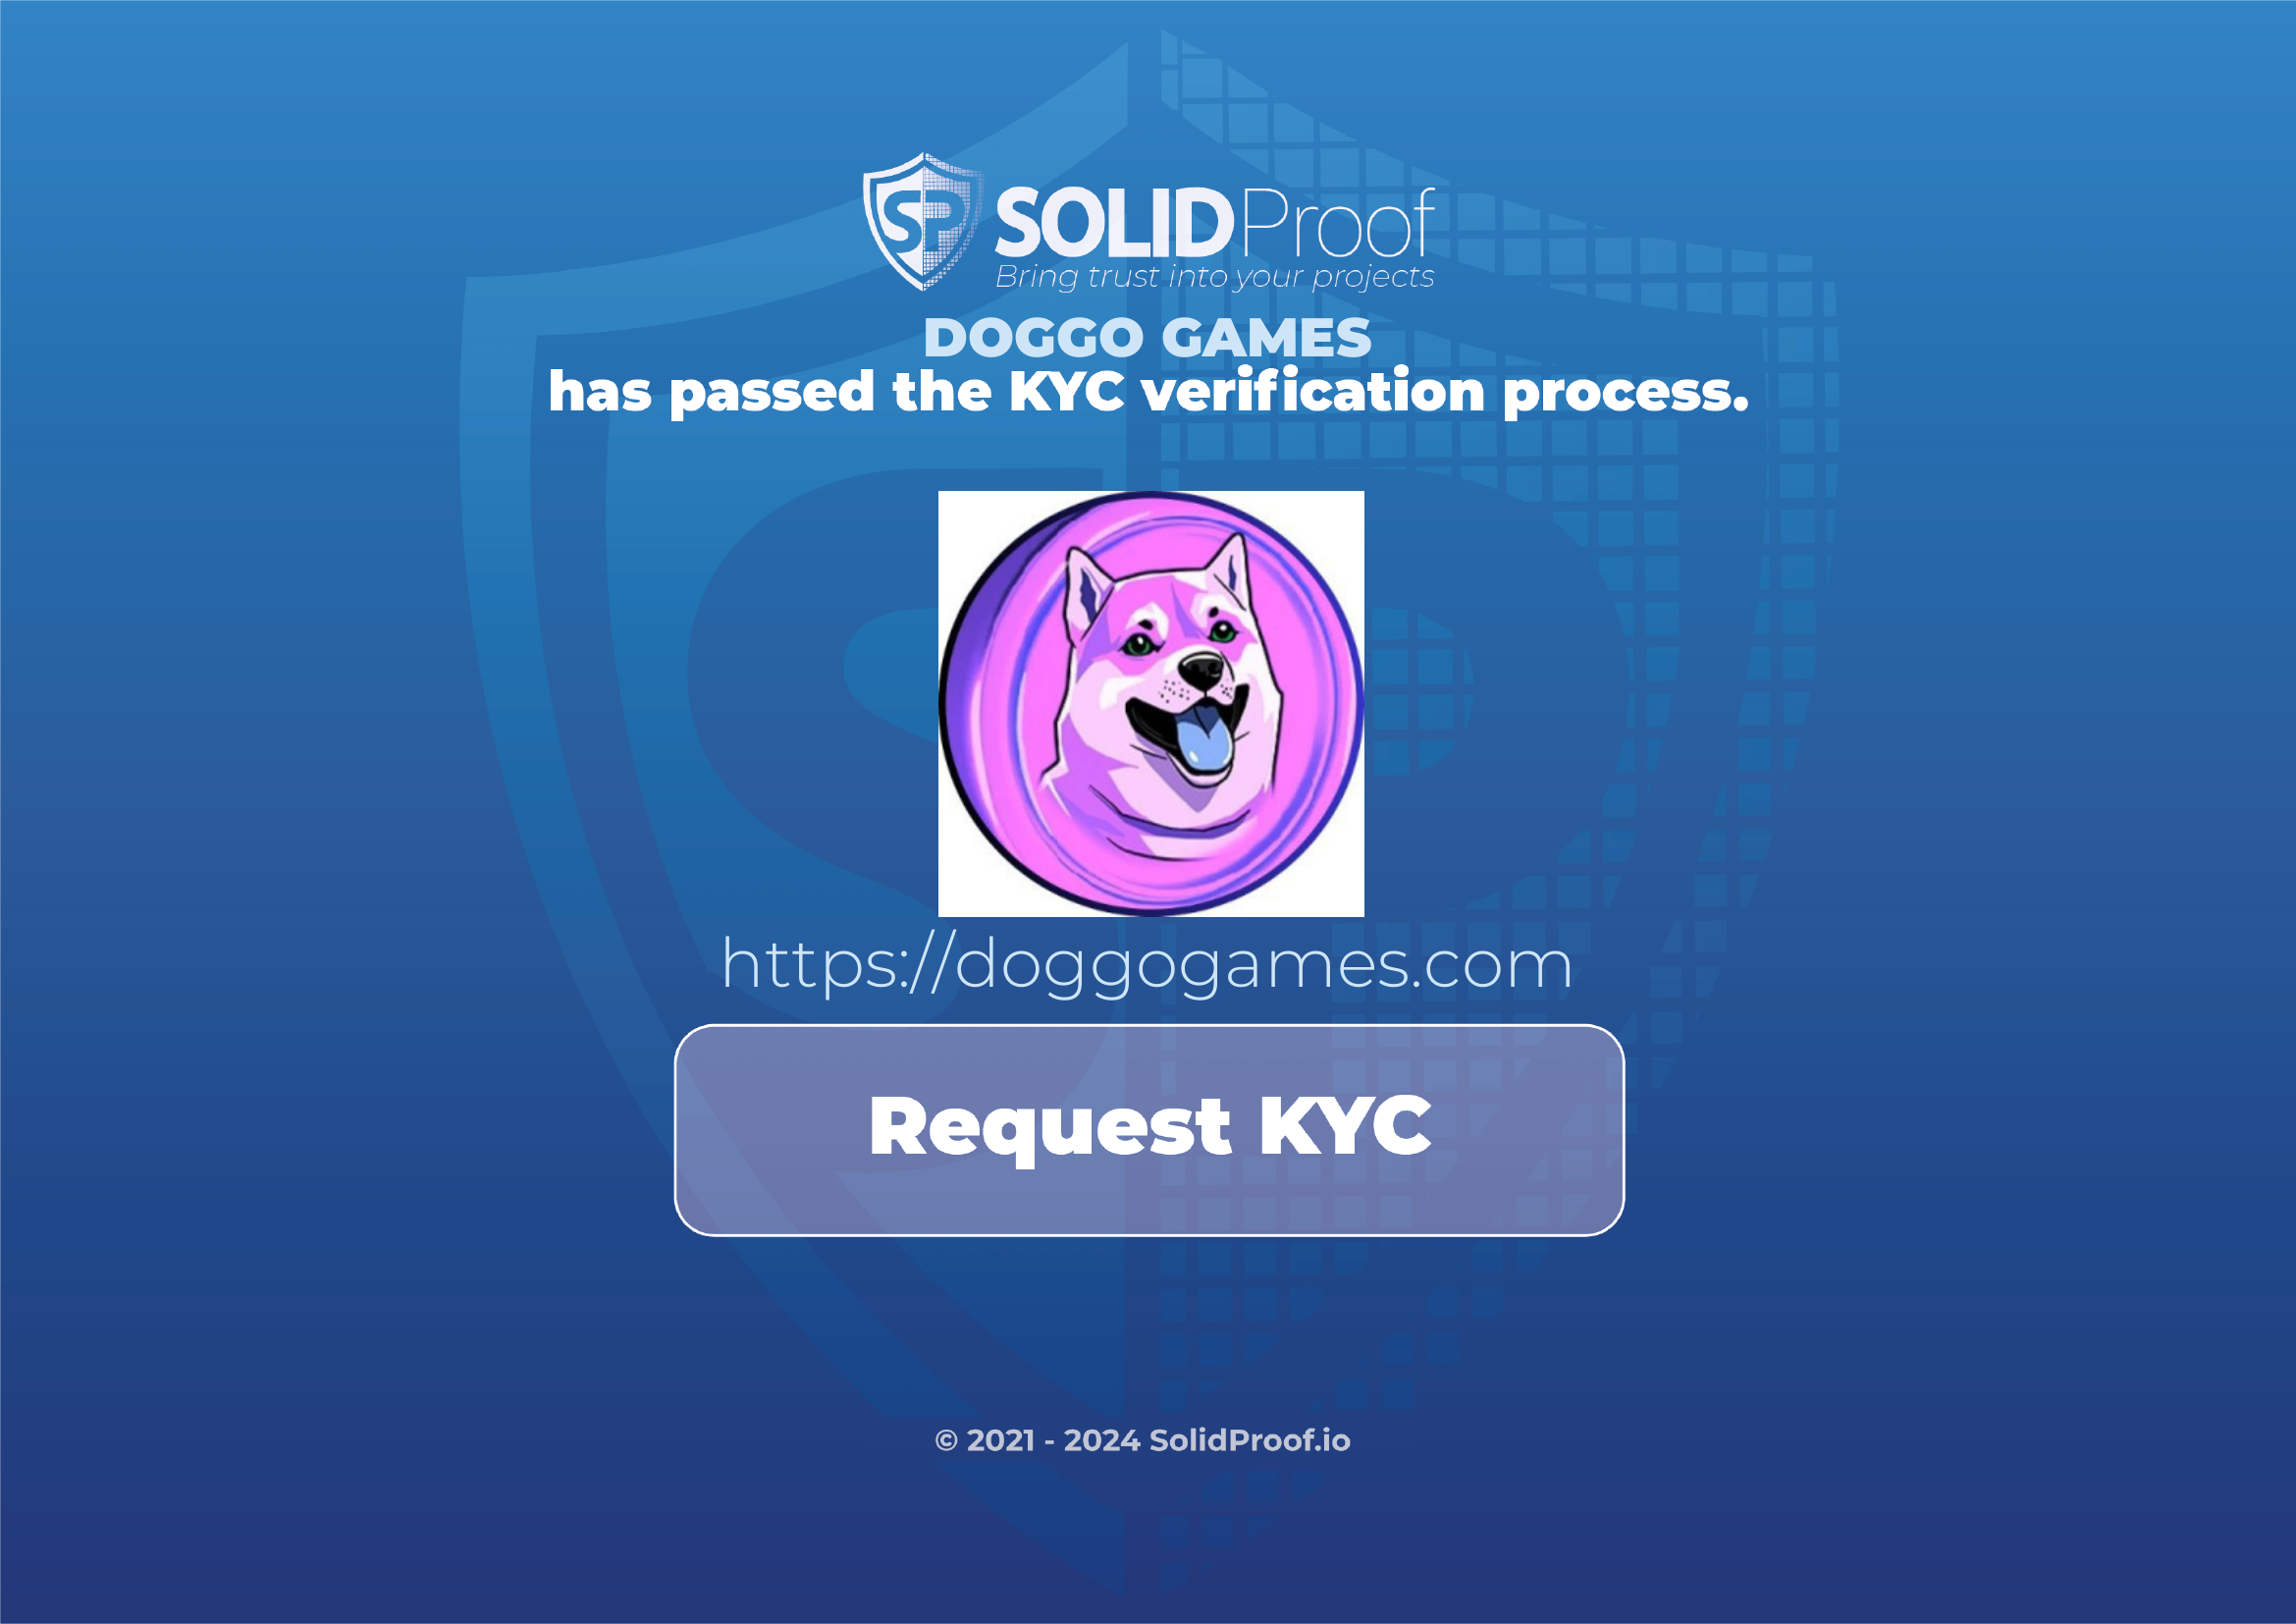 SP SOLIDProof
Bring trust into your projects
DOGGO GAMES
has passed the KYC verification process.
https://doggogames.com
Request KYC
© 2021 - 2024 SolidProof.io